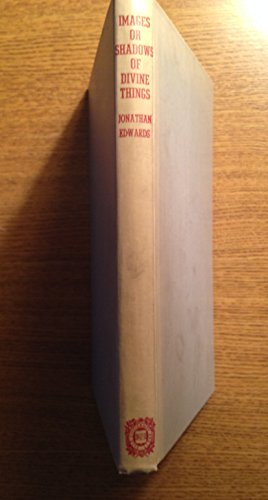 IMAGES
OR
SHADOWS
OF
DIVINE
THINGS
JONATHAN
EDWARDS